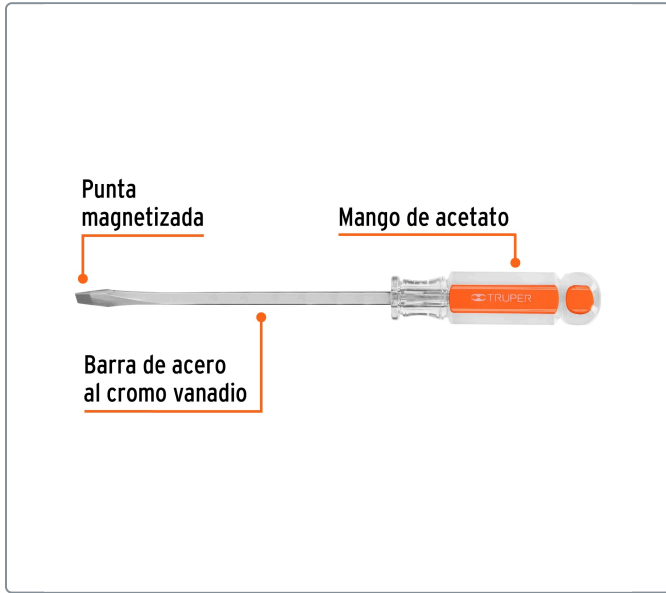 Punta
magnetizada
Mango de acetato
TRUPER
Barra de acero
al cromo vanadio